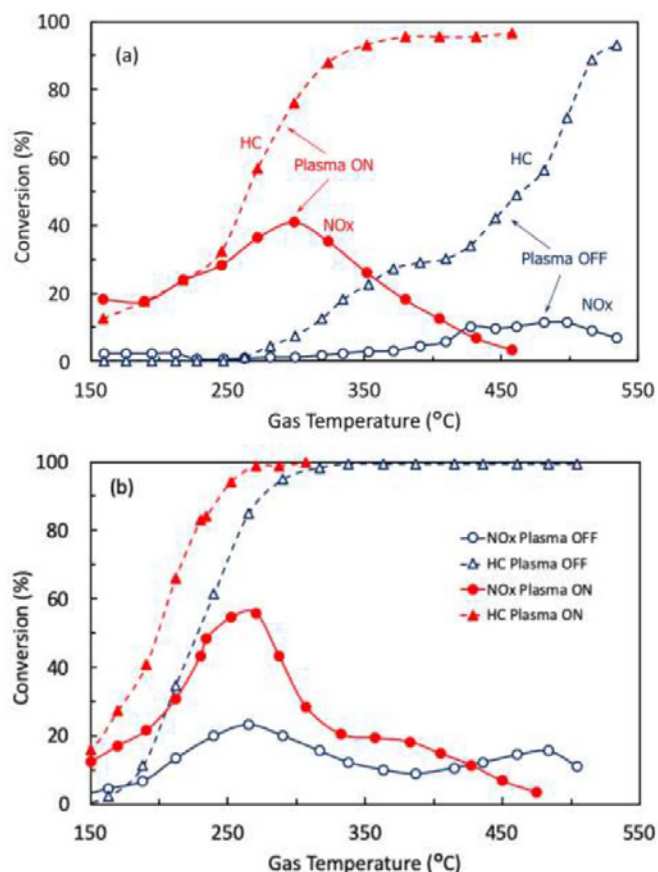 100
(a)
80
HC
60
HC
Plasma ON
Conversion (%)
40
NOx
Plasma OFF
20
NOx
0
150
250
350
450
550
Gas Temperature (°C)
100
(b)
80
NOx Plasma OFF
HC Plasma OFF
60
NOx Plasma ON
HC Plasma ON
Conversion (%)
40
20
0
150
250
350
450
550
Gas Temperature (°C)